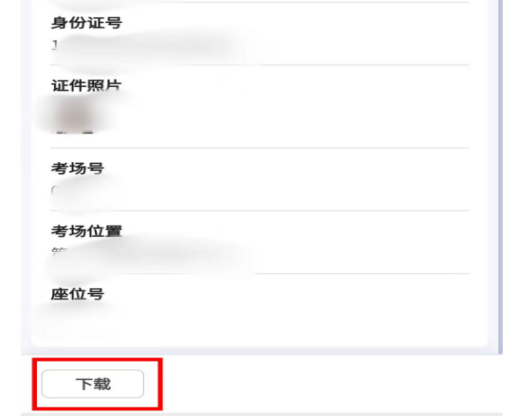 身份证号
证件照片
考场号
考场位置
座位号
下载